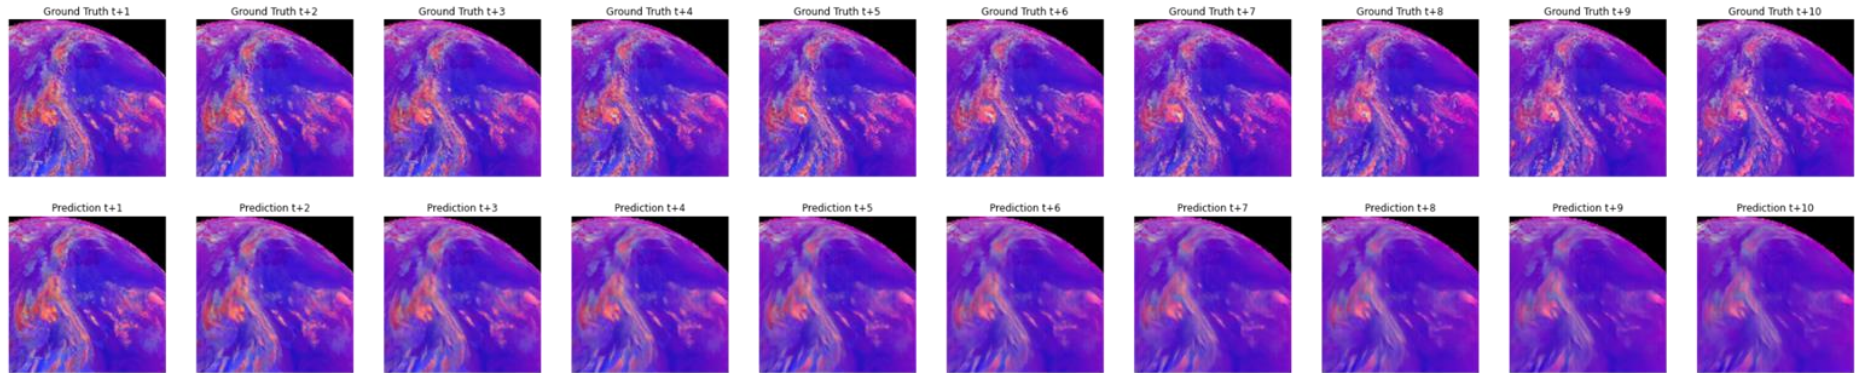 Ground Truth t+1 Ground Truth t+2 Ground Truth t+3 Ground Truth t+4 Ground Truth t+5 Ground Truth t+6 Ground Truth t+7 Ground Truth t+8 Ground Truth t+9 Ground Truth t+10
Prediction t+1 Prediction t+2 Prediction t+3 Prediction t+4 Prediction t+5 Prediction t+6 Prediction t+7 Prediction t+8 Prediction t+9 Prediction t+10